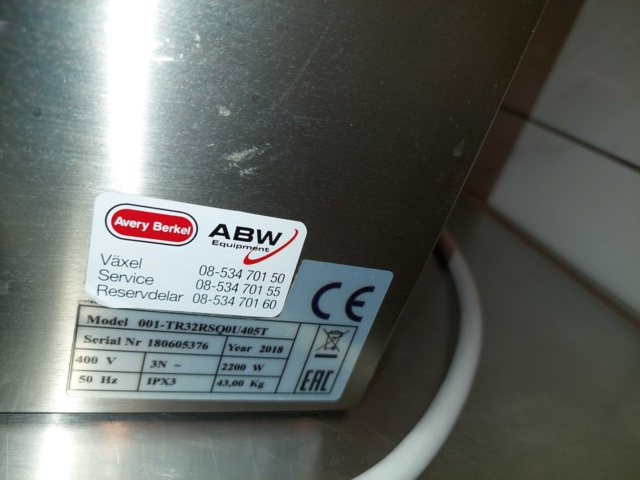 Avery Berkel
ABW
Equipment
Växel 08-534 701 50
Service 08-534 701 55
Reservdelar 08-534 701 60
CE
Model 001-TR32RSQ0U405T
Serial Nr 180605376 Year 2018
400 V 3N ~ 2200 W
50 Hz IPX3 43,00 Kg
EAC